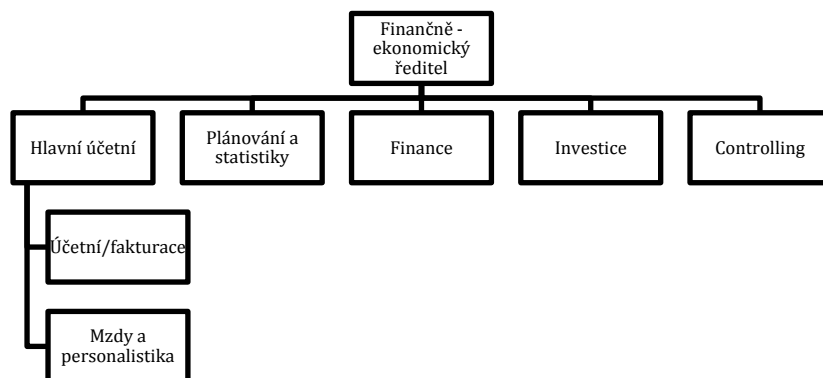 Finančně -
ekonomický
ředitel
Hlavní účetní
Plánování a
statistiky
Finance
Investice
Controlling
Účetní/fakturace
Mzdy a
personalistika